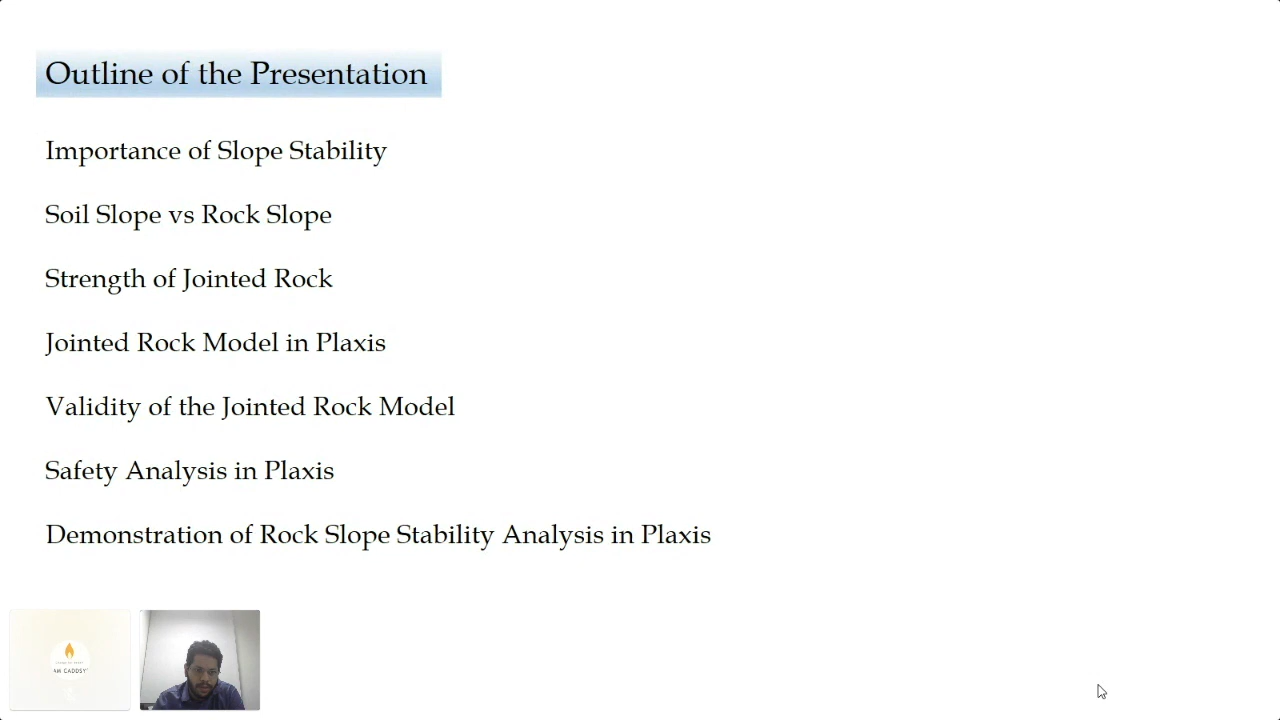 Outline of the Presentation
Importance of Slope Stability
Soil Slope vs Rock Slope
Strength of Jointed Rock
Jointed Rock Model in Plaxis
Validity of the Jointed Rock Model
Safety Analysis in Plaxis
Demonstration of Rock Slope Stability Analysis in Plaxis
AM CADDSY